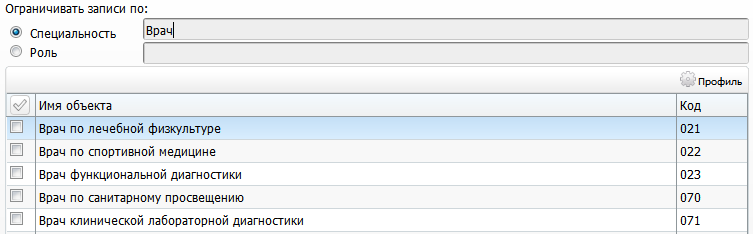 Ограничивать записи по:
Специальность Врач
Роль
Профиль
Имя объекта Код
Врач по лечебной физкультуре 021
Врач по спортивной медицине 022
Врач функциональной диагностики 023
Врач по санитарному просвещению 070
Врач клинической лабораторной диагностики 071